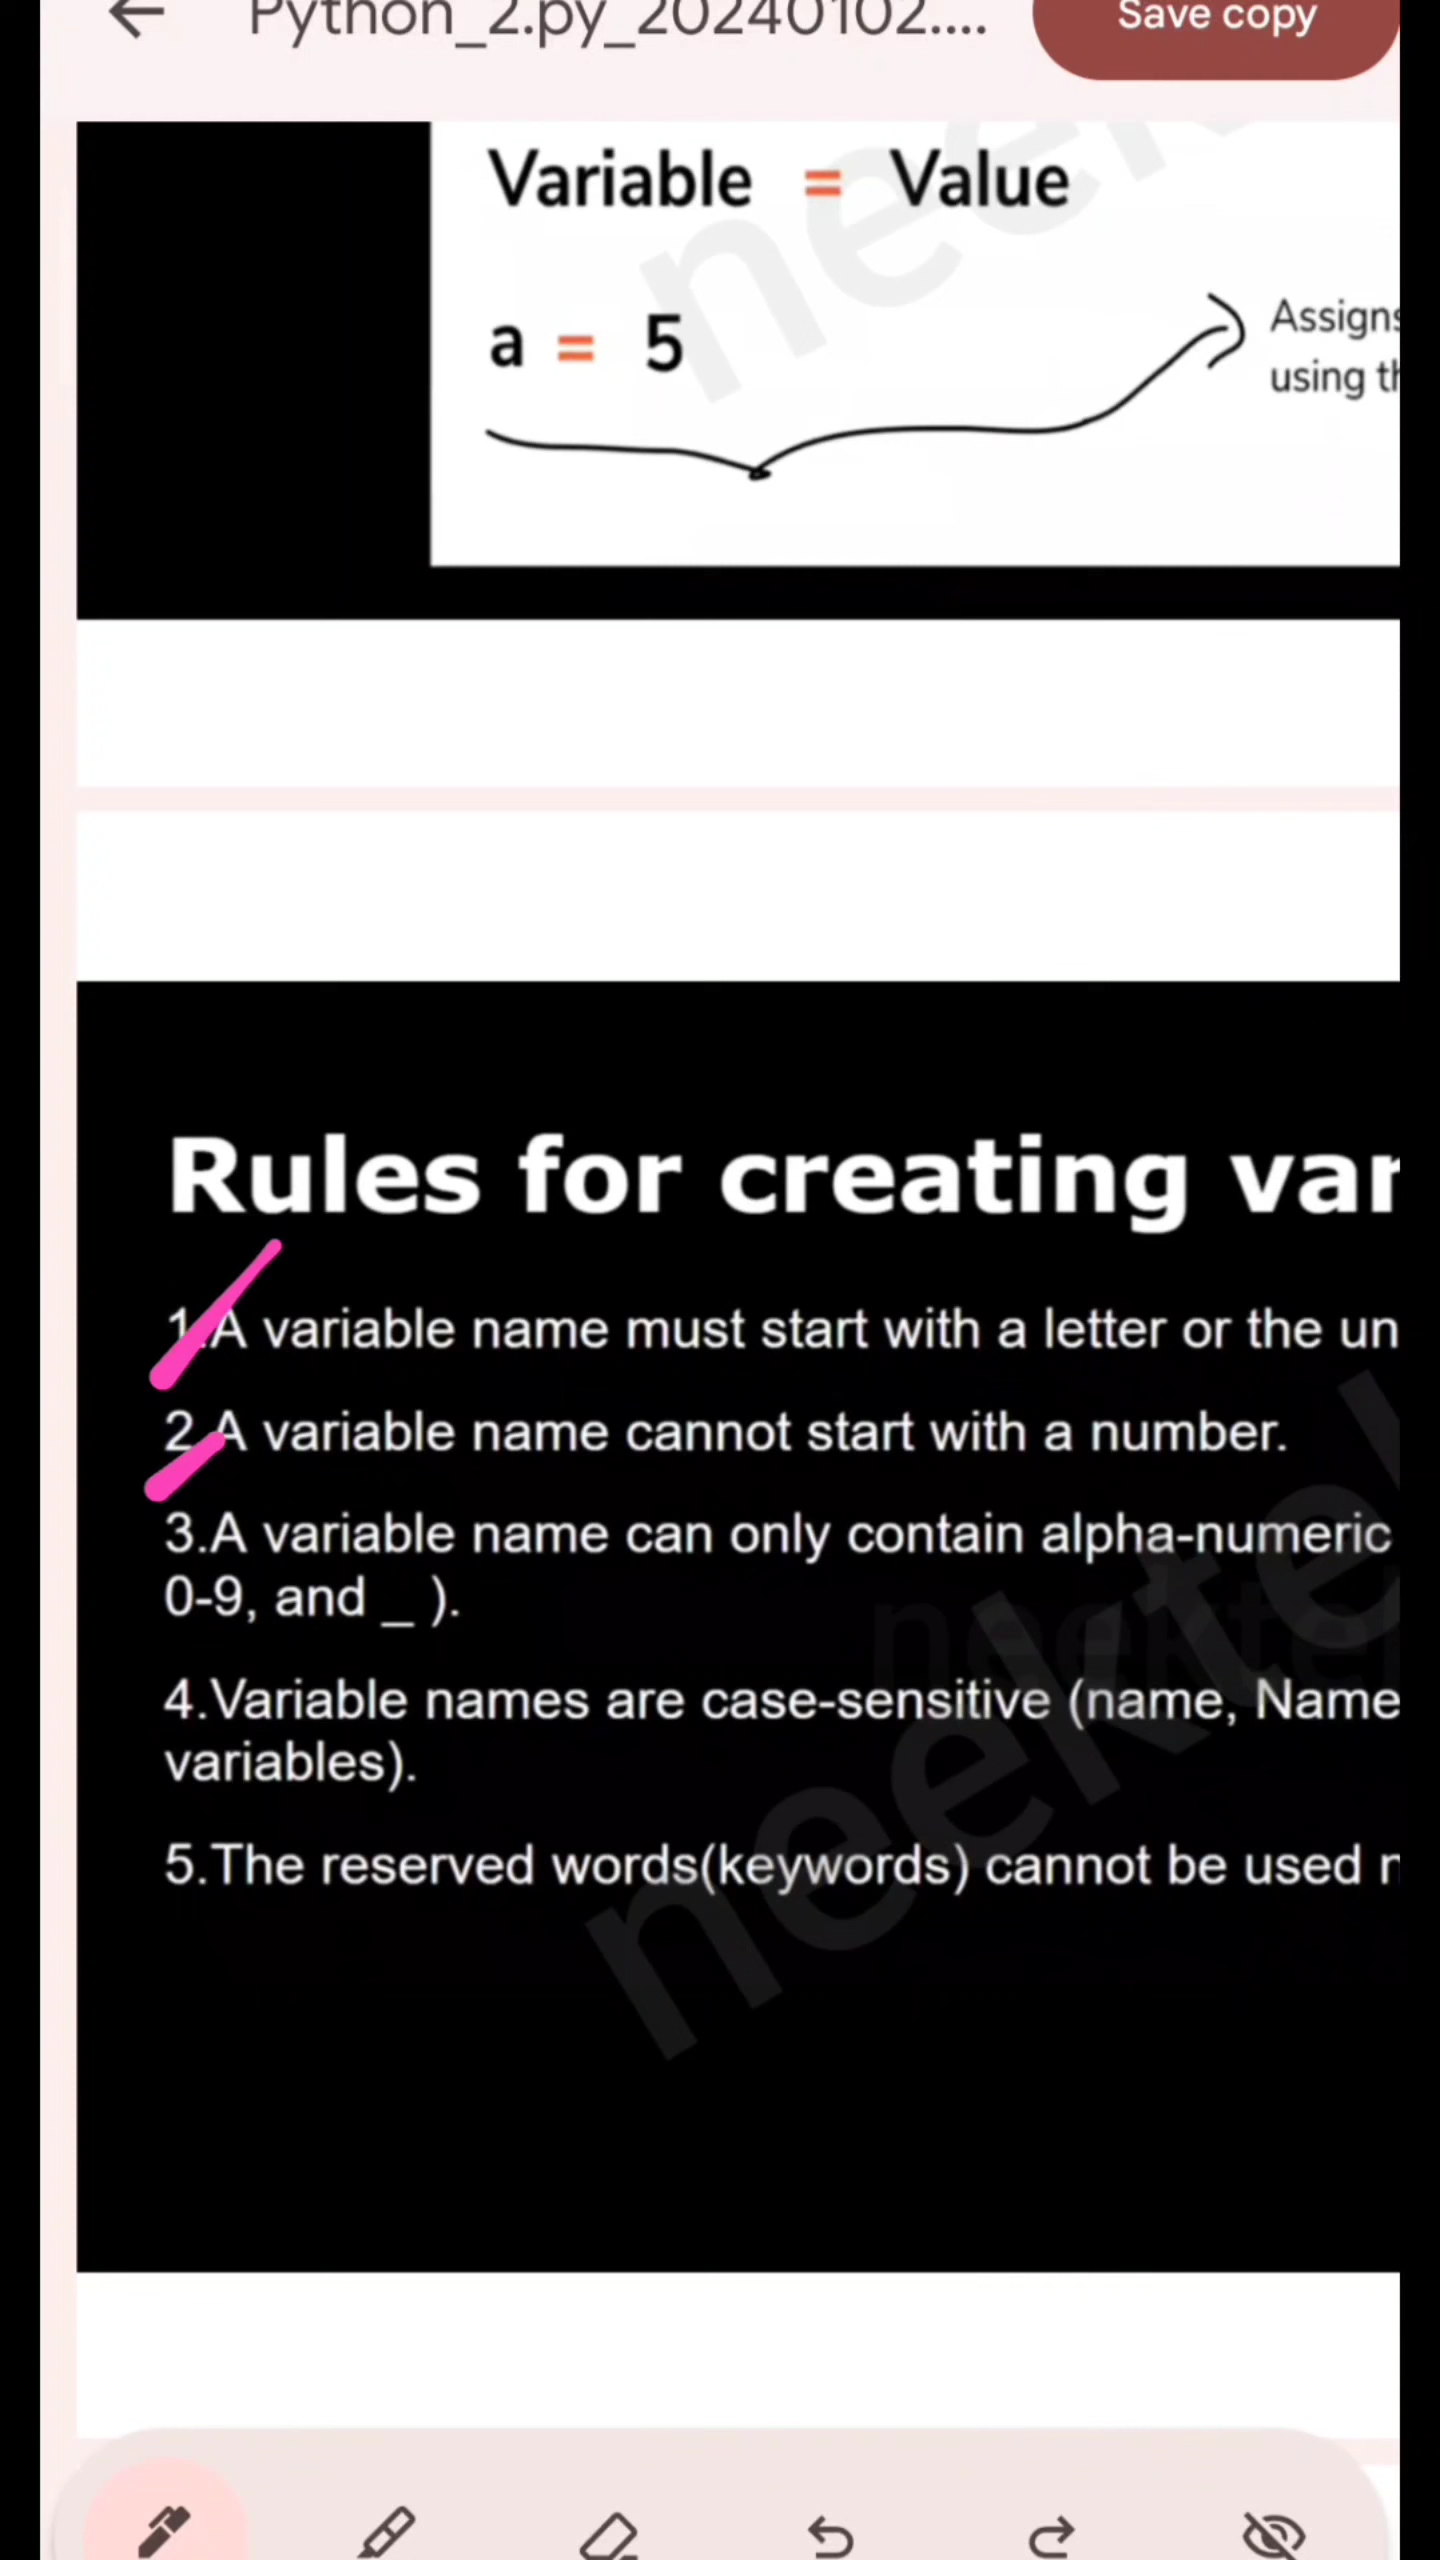 Python_2.py_20240102....
Save copy
Variable = Value
a = 5
Assigns
using th
Rules for creating var
1.A variable name must start with a letter or the un
2.A variable name cannot start with a number.
3.A variable name can only contain alpha-numeric
0-9, and _ ).
4.Variable names are case-sensitive (name, Name
variables).
5.The reserved words(keywords) cannot be used n
neektel